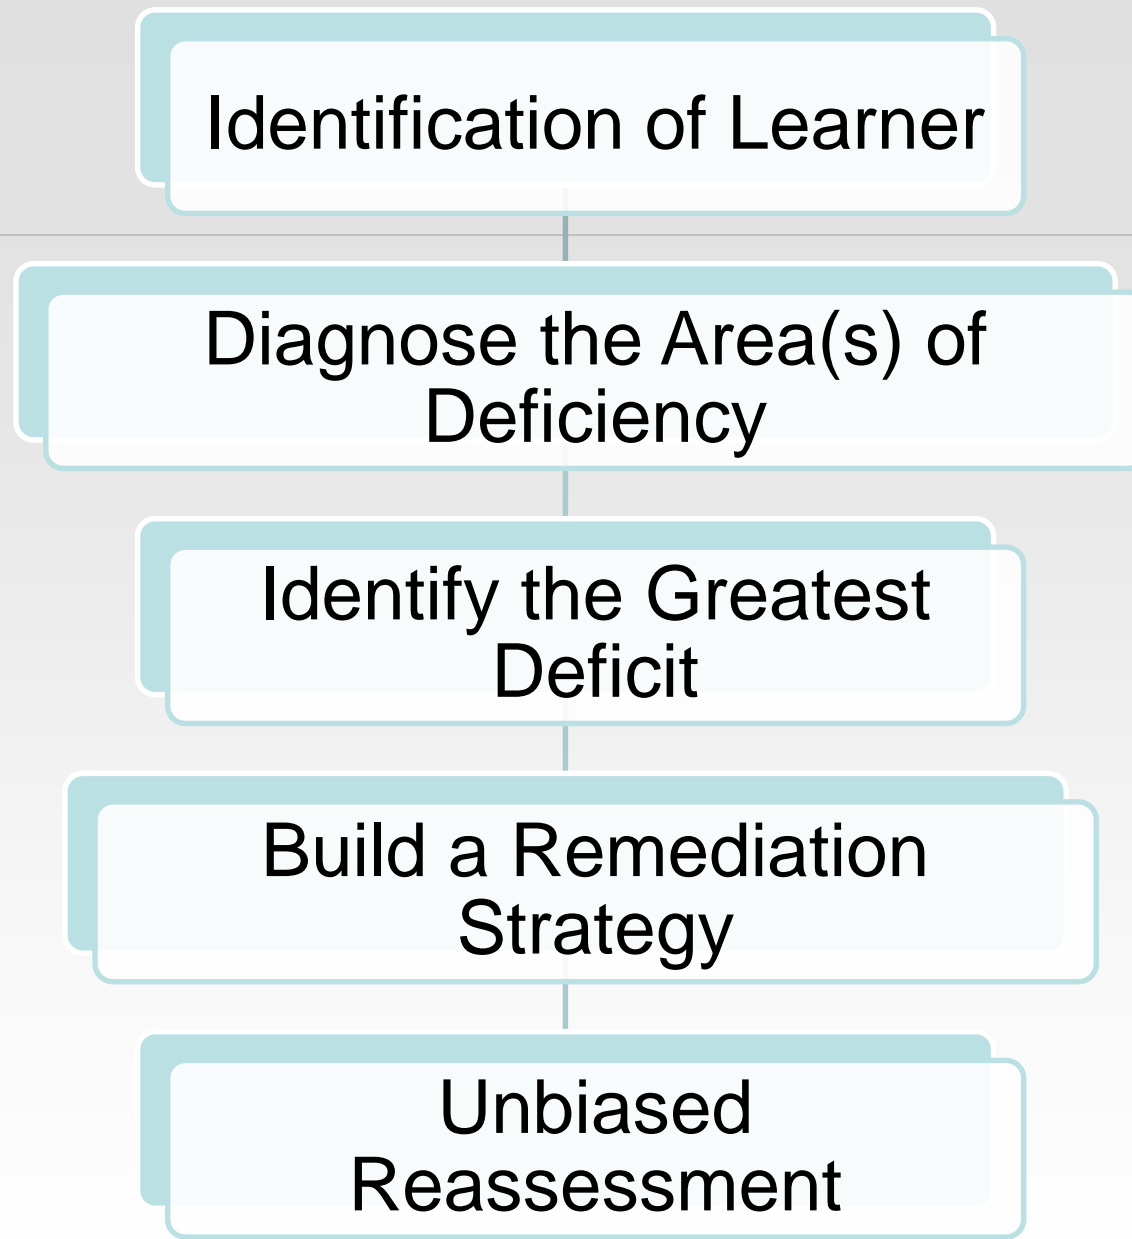 Identification of Learner
Diagnose the Area(s) of
Deficiency
Identify the Greatest
Deficit
Build a Remediation
Strategy
Unbiased
Reassessment